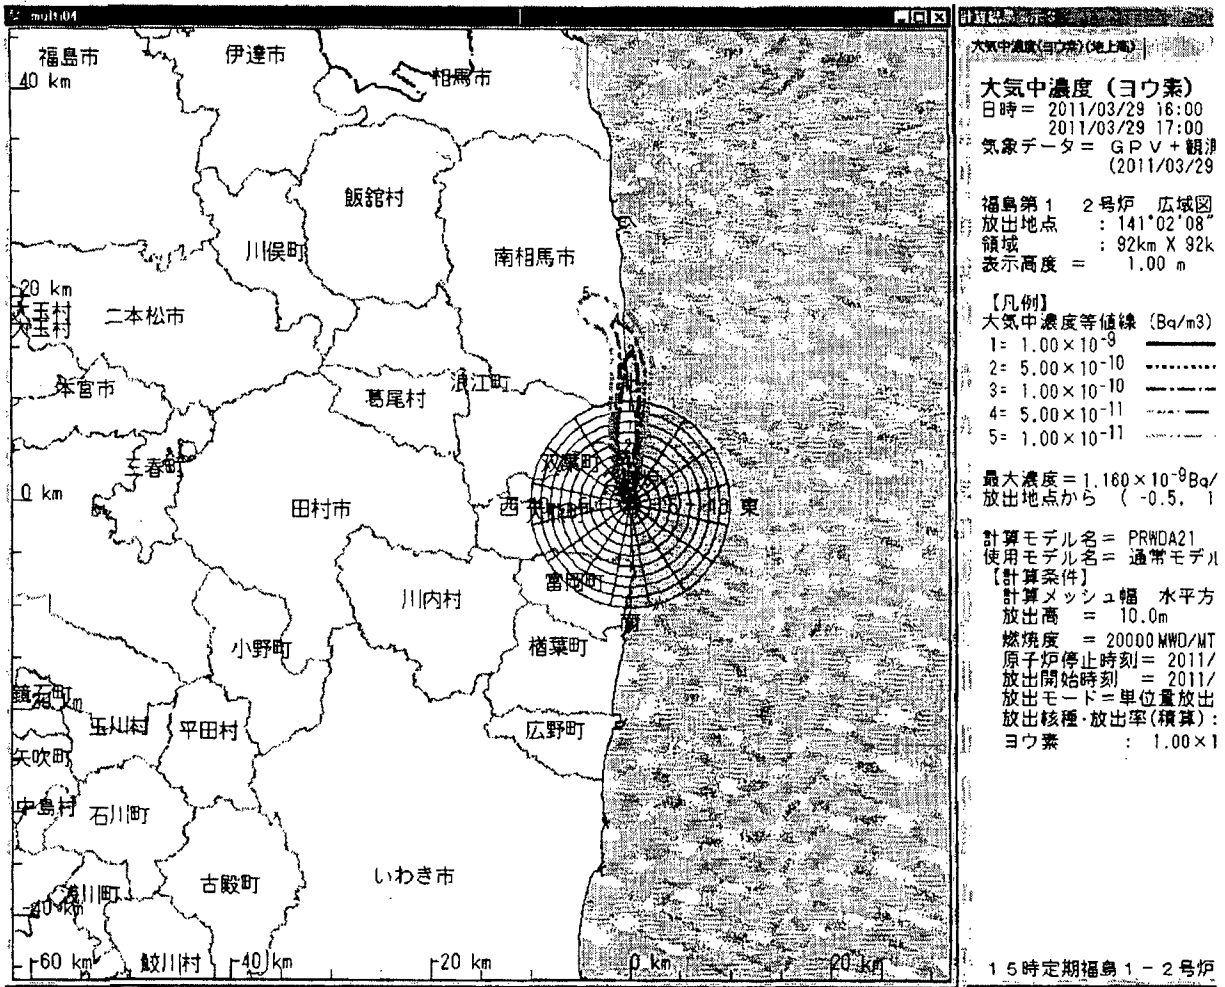 multi04
福島市
伊達市
相馬市
40 km
飯舘村
川俣町
南相馬市
5
20 km
大玉村
二本松市
本宮市
浪江町
葛尾村
三春町
双葉町
0 km
田村市
西
東
富岡町
川内村
南
小野町
楢葉町
鏡石町
玉川村
平田村
広野町
矢吹町
中島村
石川町
浅川町
古殿町
いわき市
-40 km
-60 km
鮫川村
-40 km
-20 km
0 km
20 km
大気中濃度(ヨウ素)(地上高)
大気中濃度（ヨウ素）
日時＝ 2011/03/29 16:00
2011/03/29 17:00
気象データ＝ ＧＰＶ＋観測
(2011/03/29
福島第１ ２号炉 広域図
放出地点 : 141°02'08"
領域 : 92km X 92k
表示高度 ＝ 1.00 m
【凡例】
大気中濃度等値線 (Bq/m3)
1= 1.00×10⁻⁹
2= 5.00×10⁻¹⁰
3= 1.00×10⁻¹⁰
4= 5.00×10⁻¹¹
5= 1.00×10⁻¹¹
最大濃度＝1.160×10⁻⁹Bq/
放出地点から ( -0.5, 1
計算モデル名＝ PRWDA21
使用モデル名＝ 通常モデル
【計算条件】
計算メッシュ幅 水平方
放出高 ＝ 10.0m
燃焼度 ＝ 20000MWD/MT
原子炉停止時刻＝ 2011/
放出開始時刻 ＝ 2011/
放出モード＝単位量放出
放出核種・放出率(積算) :
ヨウ素 : 1.00×1
１５時定期福島１－２号炉